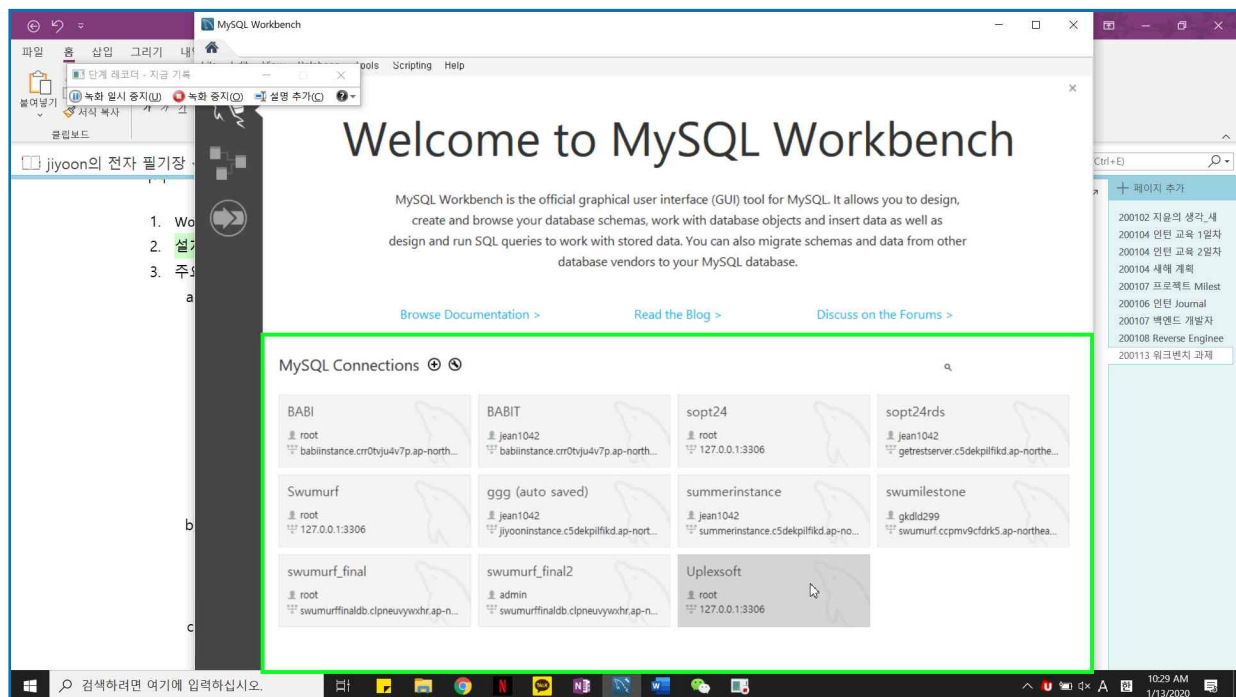 MySQL Workbench
파일 홈 삽입 그리기
Scripting Help
단계 레코더 - 지금 기록
녹화 일시 중지(U) 녹화 중지(O) 설명 추가(C)
붙여넣기
서식 복사
클립보드
jiyoon의 전자 필기장
Ctrl+E)
Welcome to MySQL Workbench
MySQL Workbench is the official graphical user interface (GUI) tool for MySQL. It allows you to design,
create and browse your database schemas, work with database objects and insert data as well as
design and run SQL queries to work with stored data. You can also migrate schemas and data from other
database vendors to your MySQL database.
Browse Documentation > Read the Blog > Discuss on the Forums >
1. Wo
2.
3.
a
b
c
페이지 추가
200102 지윤의 생각_새
200104 인턴 교육 1일차
200104 인턴 교육 2일차
200104 새해 계획
200107 프로젝트 Milest
200106 인턴 Journal
200107 백엔드 개발자
200108 Reverse Enginee
200113 워크벤치 과제
MySQL Connections
BABI
root
babiinstance.crr0tvju4v7p.ap-north...
BABIT
jean1042
babiinstance.crr0tvju4v7p.ap-north...
sopt24
root
127.0.0.1:3306
sopt24rds
jean1042
getrestserver.c5dekpilfikd.ap-northe...
Swumurf
root
127.0.0.1:3306
ggg (auto saved)
jean1042
jiyooninstance.c5dekpilfikd.ap-nort...
summerinstance
jean1042
summerinstance.c5dekpilfikd.ap-no...
swumilestone
gkdld299
swumurf.ccpmv9cfdrk5.ap-northea...
swumurf_final
root
swumurffinaldb.clpneuvywxhr.ap-n...
swumurf_final2
admin
swumurffinaldb.clpneuvywxhr.ap-n...
Uplexsoft
root
127.0.0.1:3306
검색하려면 여기에 입력하십시오.
A 한
10:29 AM
1/13/2020